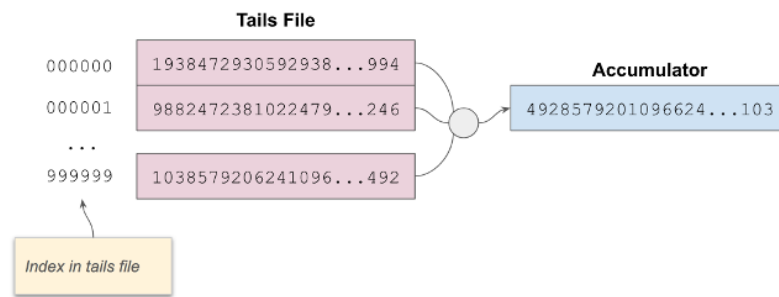 Tails File
000000 1938472930592938...994
Accumulator
000001 9882472381022479...246
4928579201096624...103
...
999999 1038579206241096...492
Index in tails file